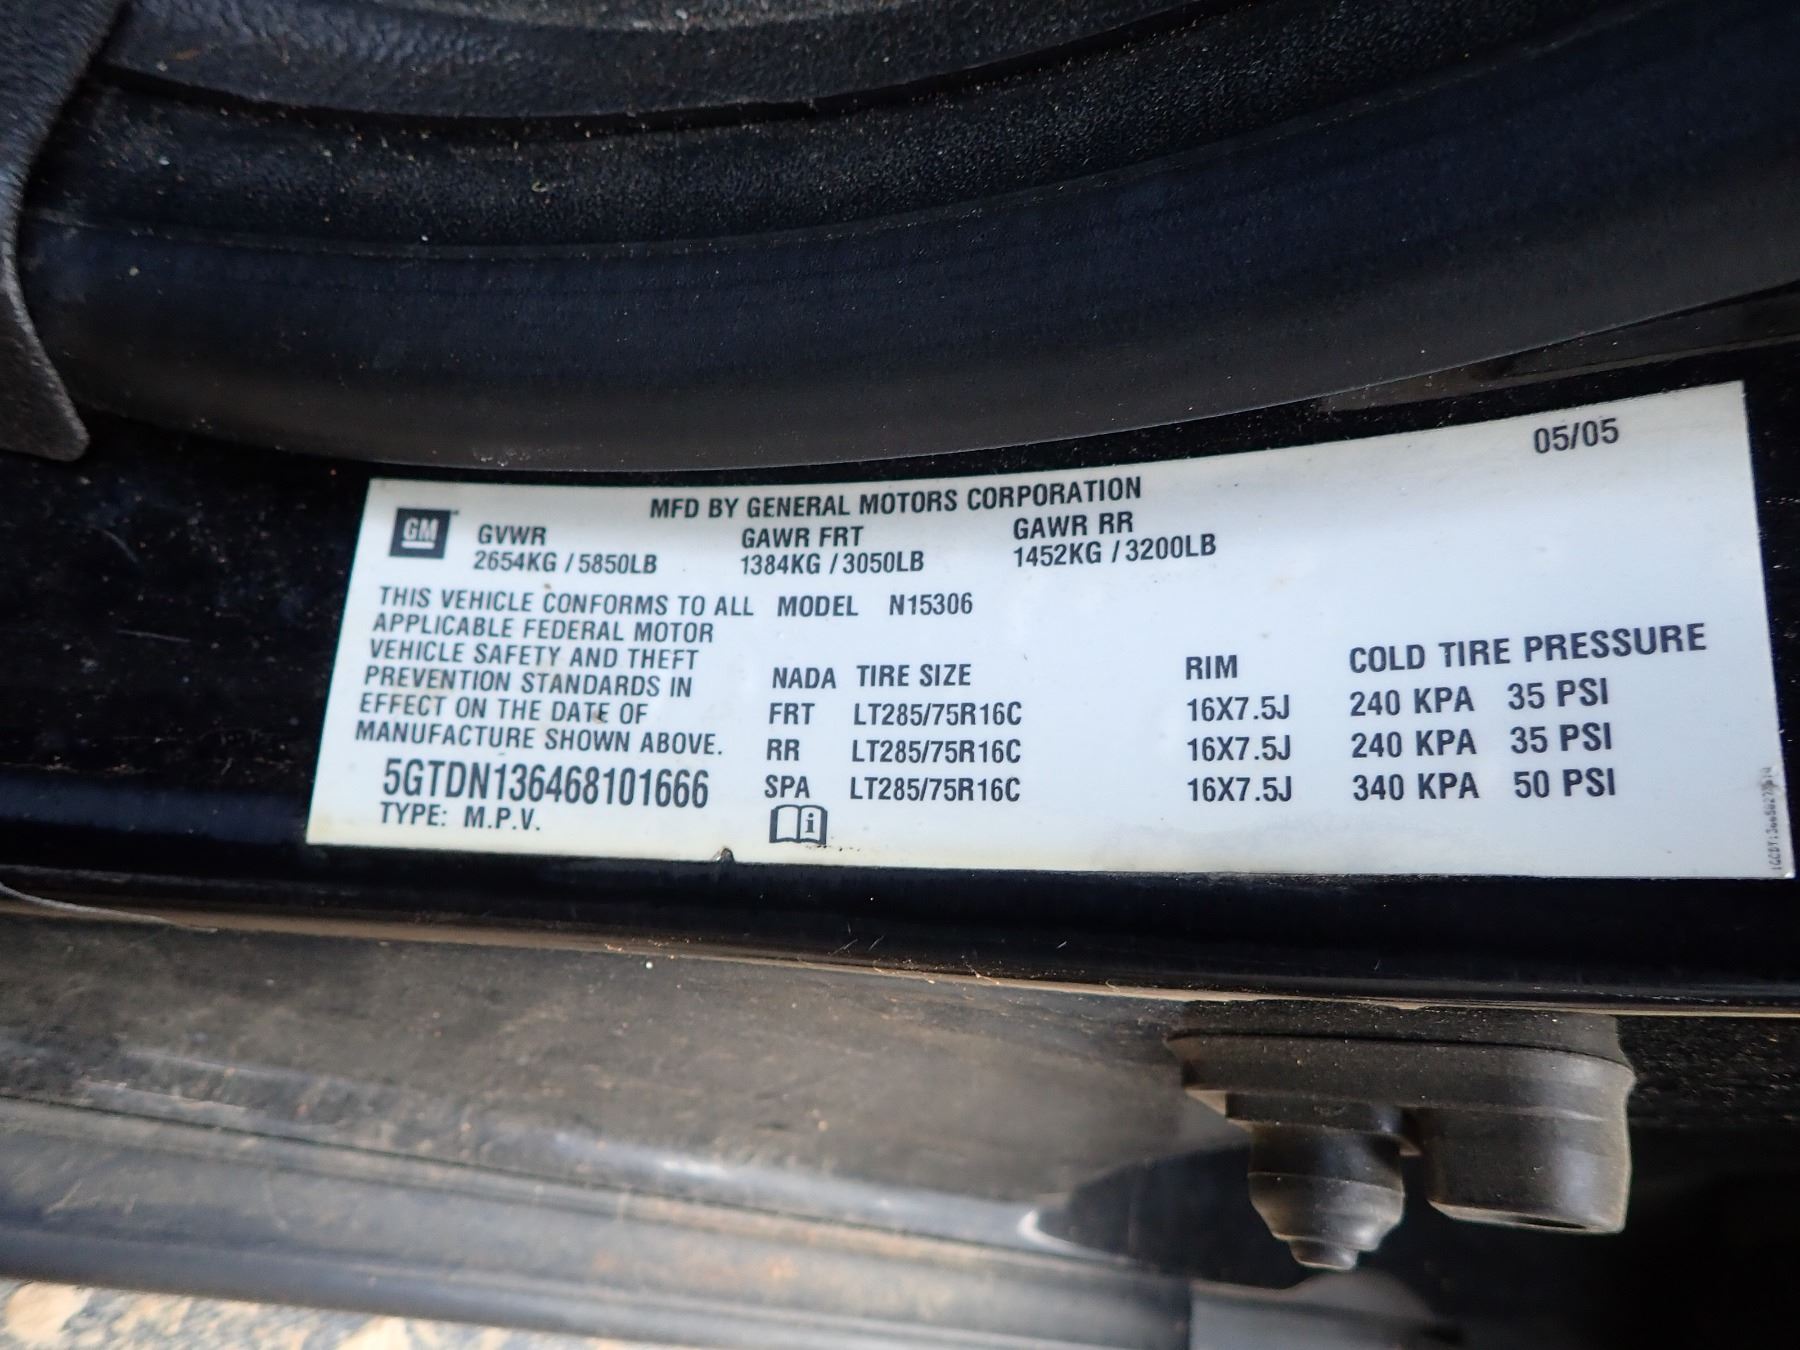 05/05
MFD BY GENERAL MOTORS CORPORATION
GM GVWR GAWR FRT GAWR RR
2654KG / 5850LB 1384KG / 3050LB 1452KG / 3200LB
THIS VEHICLE CONFORMS TO ALL MODEL N15306
APPLICABLE FEDERAL MOTOR
VEHICLE SAFETY AND THEFT
PREVENTION STANDARDS IN
EFFECT ON THE DATE OF
MANUFACTURE SHOWN ABOVE.
5GTDN136468101666
TYPE: M.P.V.
NADA TIRE SIZE RIM COLD TIRE PRESSURE
FRT LT285/75R16C 16X7.5J 240 KPA 35 PSI
RR LT285/75R16C 16X7.5J 240 KPA 35 PSI
SPA LT285/75R16C 16X7.5J 340 KPA 50 PSI
i